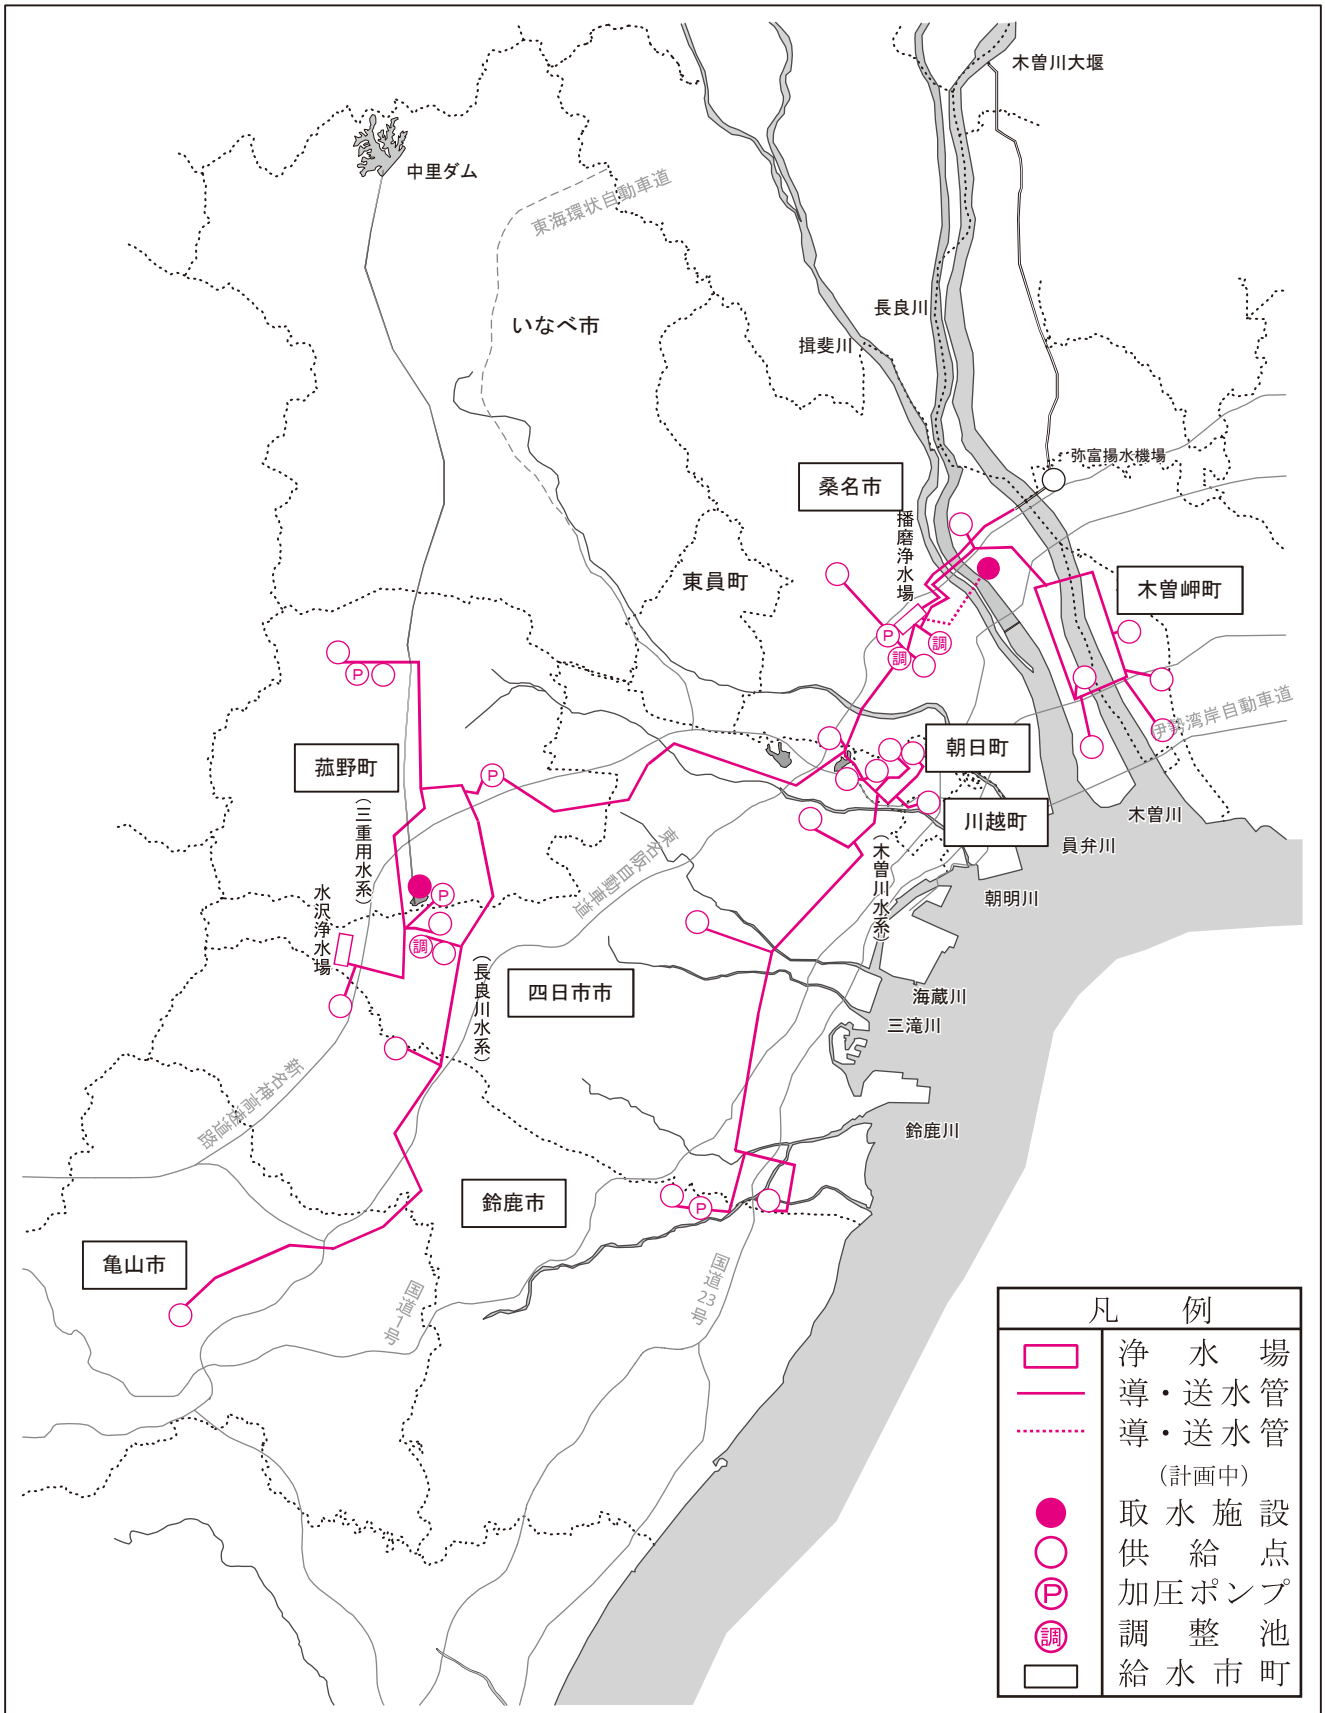 木曽川大堰
中里ダム
東海環状自動車道
いなべ市
長良川
揖斐川
弥富揚水機場
桑名市
播磨浄水場
東員町
木曽岬町
P
調
調
P
伊勢湾岸自動車道
朝日町
菰野町
P
川越町
木曽川
員弁川
(三重用水系)
東名阪自動車道
(木曽川水系)
朝明川
水沢浄水場
P
調
(長良川水系)
四日市市
海蔵川
三滝川
新名神高速道路
鈴鹿川
鈴鹿市
P
亀山市
国道1号
国道23号
凡例
浄水場
導・送水管
導・送水管
(計画中)
取水施設
供給点
P 加圧ポンプ
調 調整池
給水市町